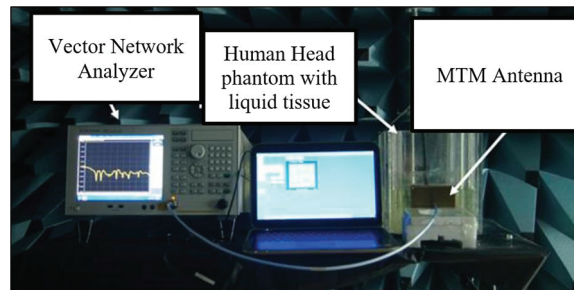 Vector Network
Analyzer
Human Head
phantom with
liquid tissue
MTM Antenna